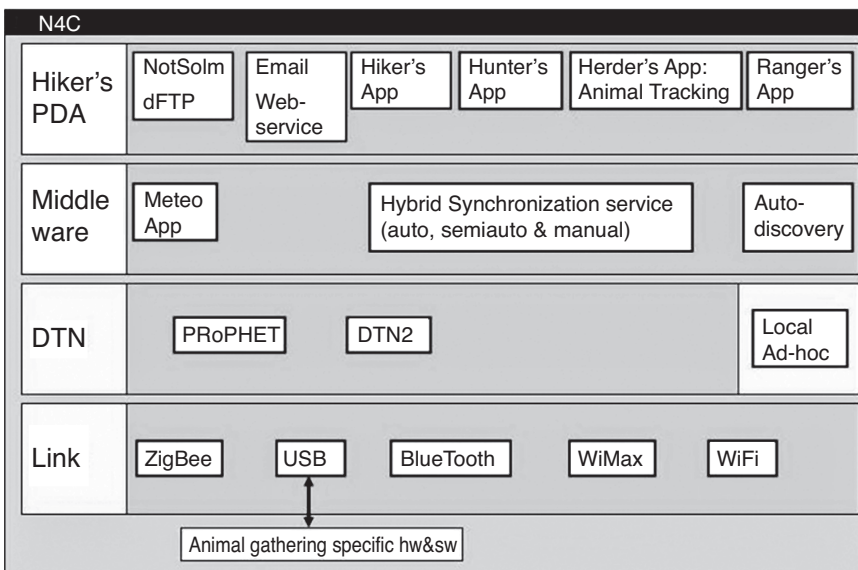 N4C
Hiker's
PDA
NotSolm
dFTP
Email
Web-
service
Hiker's
App
Hunter's
App
Herder's App:
Animal Tracking
Ranger's
App
Middle
ware
Meteo
App
Hybrid Synchronization service
(auto, semiauto & manual)
Auto-
discovery
DTN
PRoPHET
DTN2
Local
Ad-hoc
Link
ZigBee
USB
BlueTooth
WiMax
WiFi
Animal gathering specific hw&sw